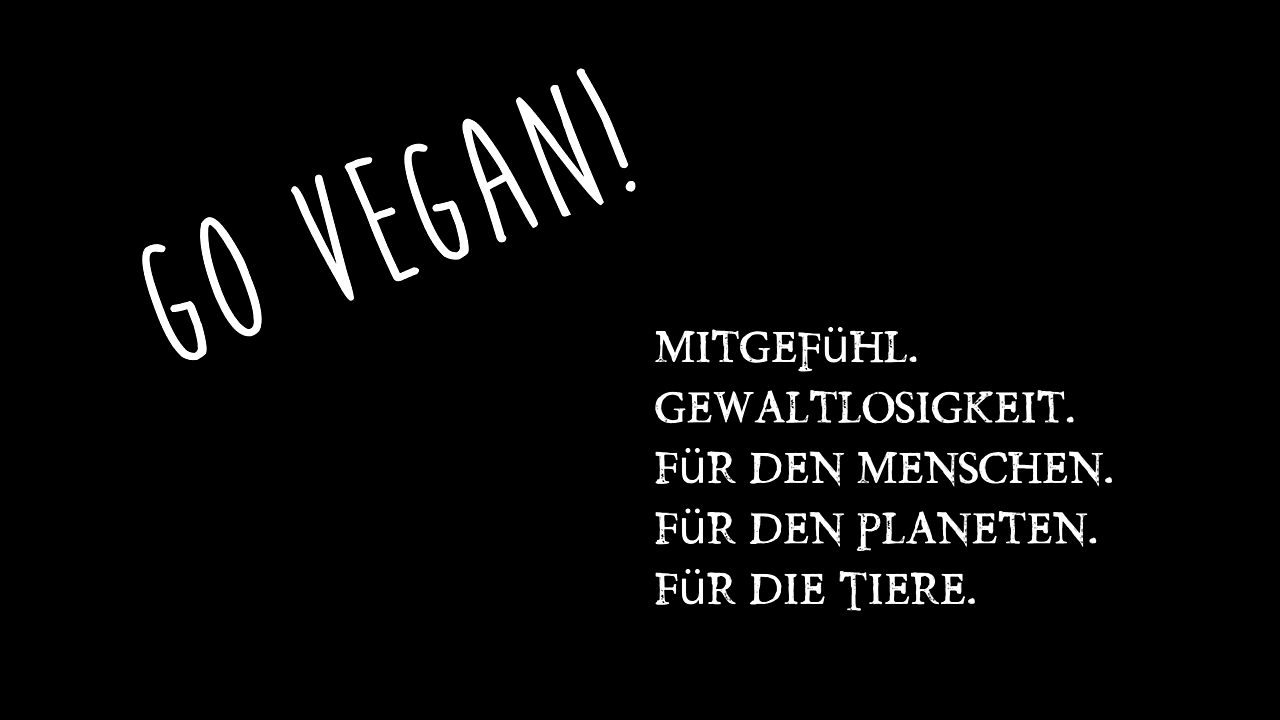 GO VEGAN!
MITGEFÜHL.
GEWALTLOSIGKEIT.
FÜR DEN MENSCHEN.
FÜR DEN PLANETEN.
FÜR DIE TIERE.